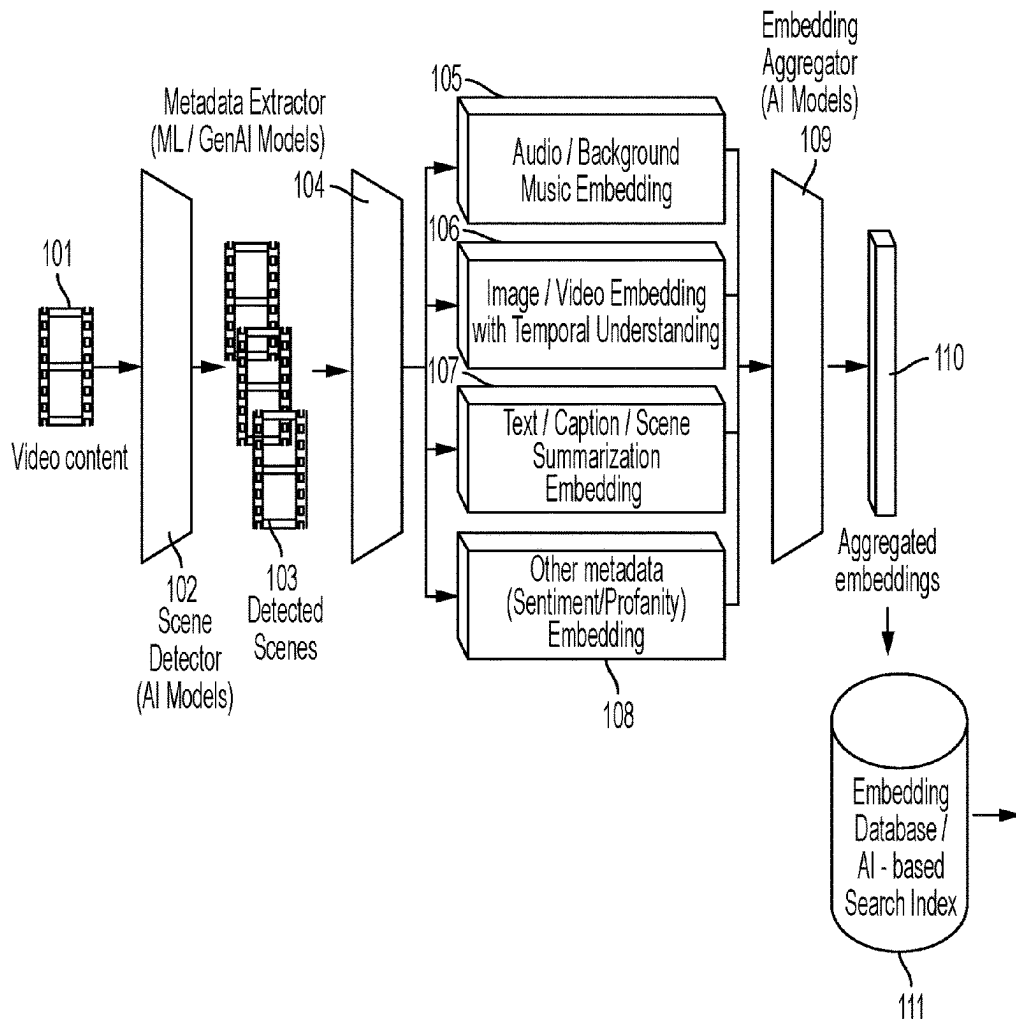 Embedding
Aggregator
(AI Models)
109
105
Metadata Extractor
(ML / GenAI Models)
104
Audio / Background
Music Embedding
106
Image / Video Embedding
with Temporal Understanding
101
Video content
107
Text / Caption / Scene
Summarization
Embedding
110
Aggregated
embeddings
102
Scene
Detector
(AI Models)
103
Detected
Scenes
Other metadata
(Sentiment/Profanity)
Embedding
108
Embedding
Database /
AI - based
Search Index
111